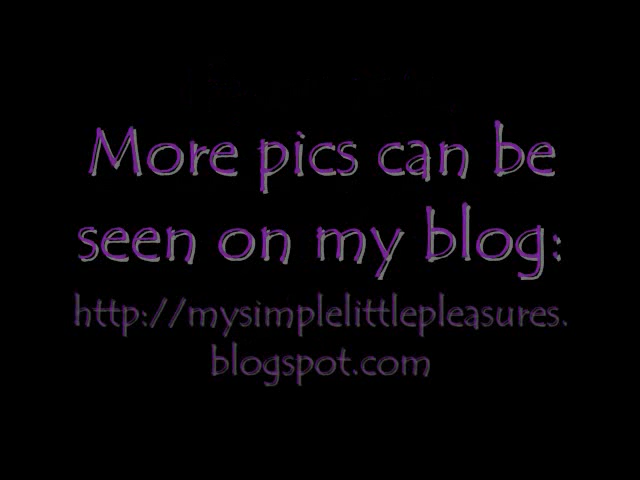 More pics can be
seen on my blog:
http://mysimplelittlepleasures.
blogspot.com